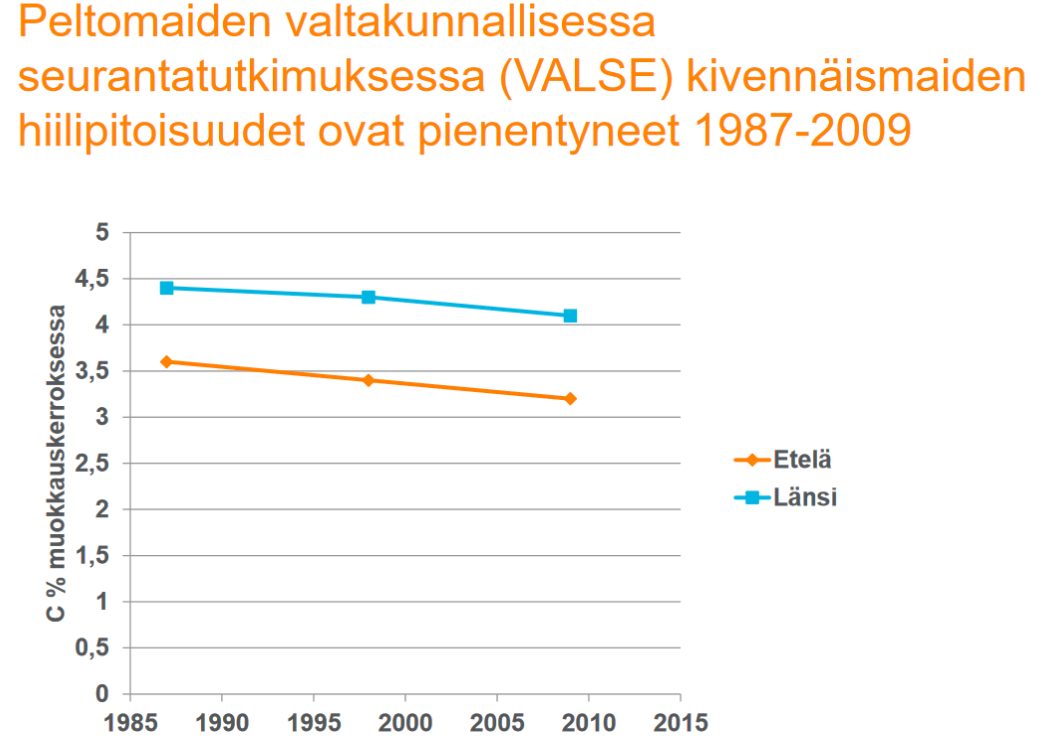 Peltomaiden valtakunnallisessa
seurantatutkimuksessa (VALSE) kivennäismaiden
hiilipitoisuudet ovat pienentyneet 1987-2009
C % muokkauskerroksessa
5
4,5
4
3,5
3
2,5
2
1,5
1
0,5
0
1985 1990 1995 2000 2005 2010 2015
Etelä
Länsi